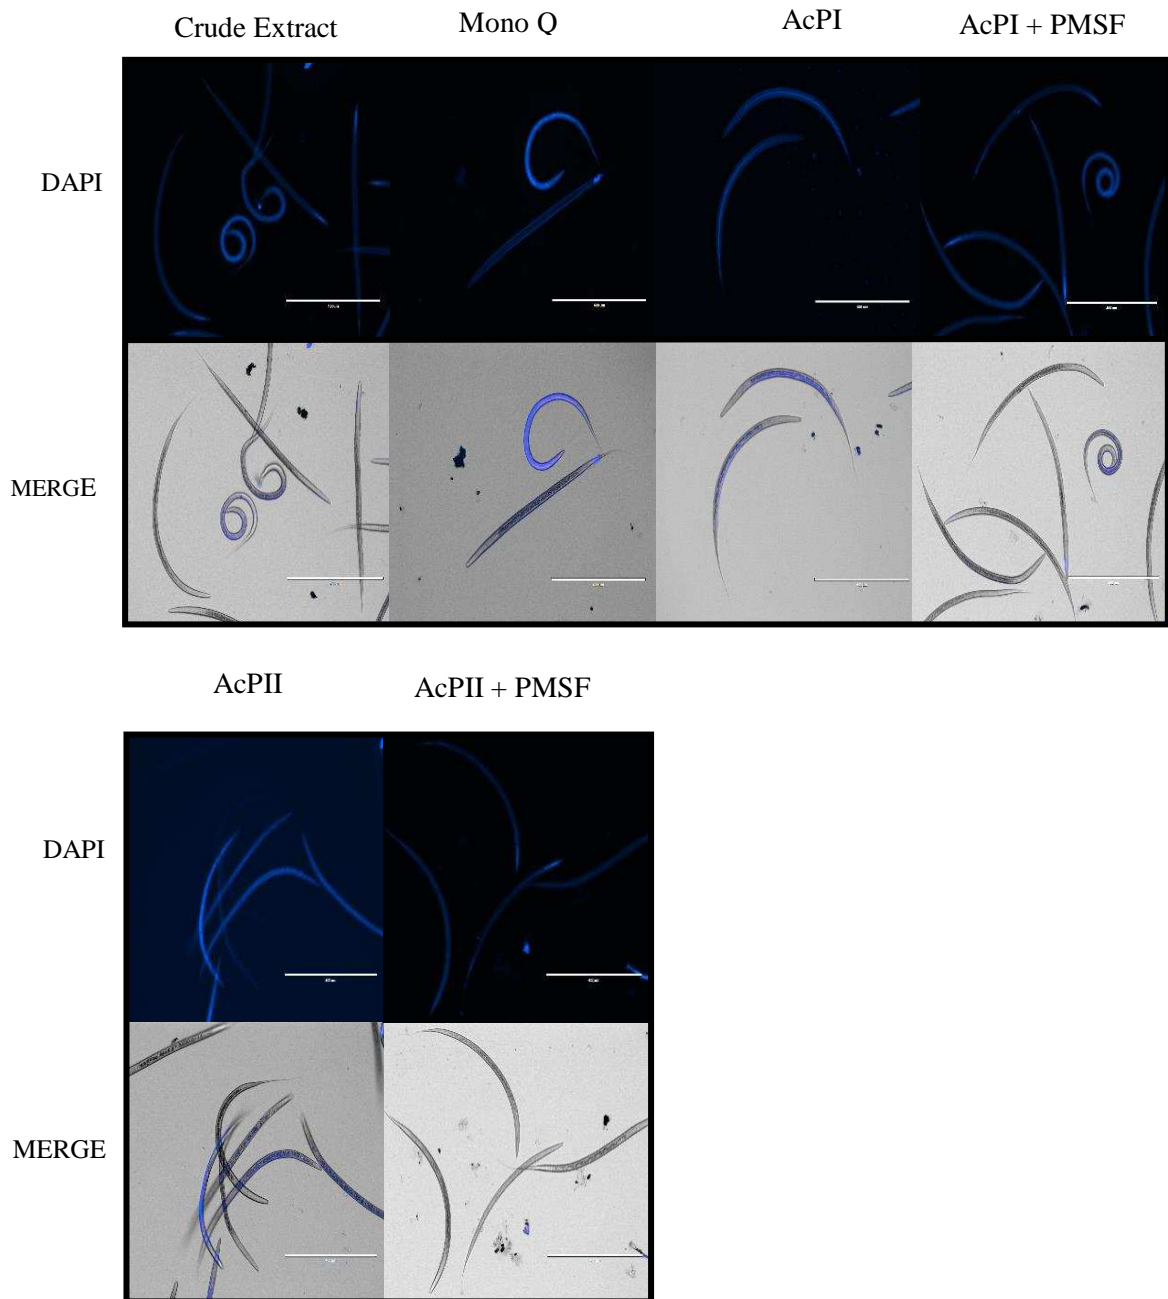 Crude Extract
Mono Q
AcPI
AcPI + PMSF
DAPI
MERGE
AcPII
AcPII + PMSF
DAPI
MERGE